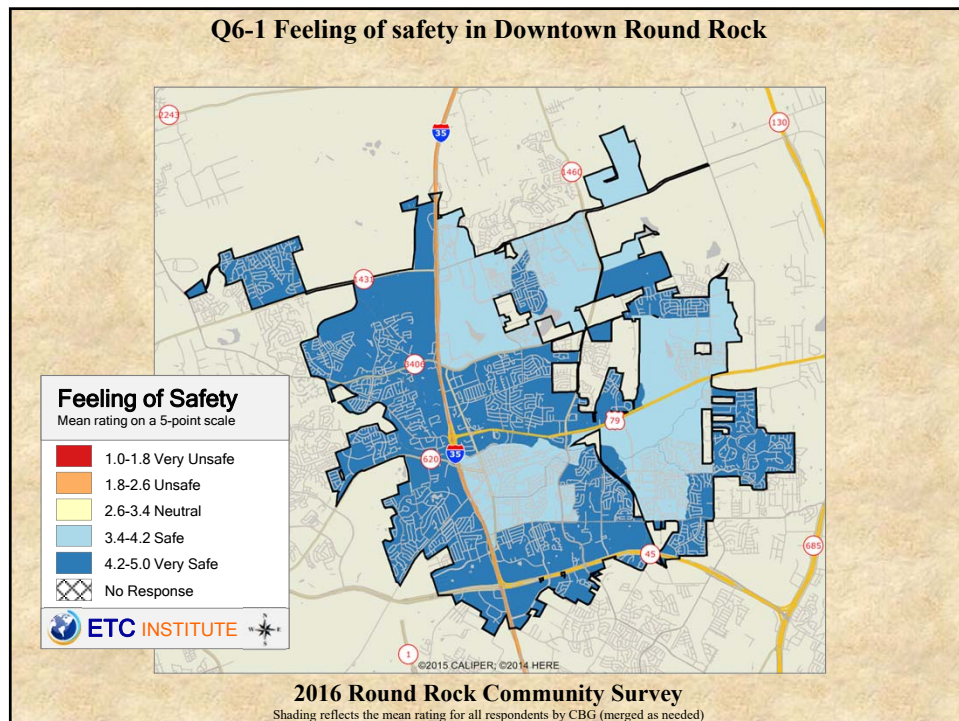 Q6-1 Feeling of safety in Downtown Round Rock
2243
35
130
1460
1431
3406
Feeling of Safety
Mean rating on a 5-point scale
79
1.0-1.8 Very Unsafe
620
35
1.8-2.6 Unsafe
2.6-3.4 Neutral
3.4-4.2 Safe
45
685
4.2-5.0 Very Safe
No Response
ETC INSTITUTE
N
W E
S
1
©2015 CALIPER; ©2014 HERE
2016 Round Rock Community Survey
Shading reflects the mean rating for all respondents by CBG (merged as needed)